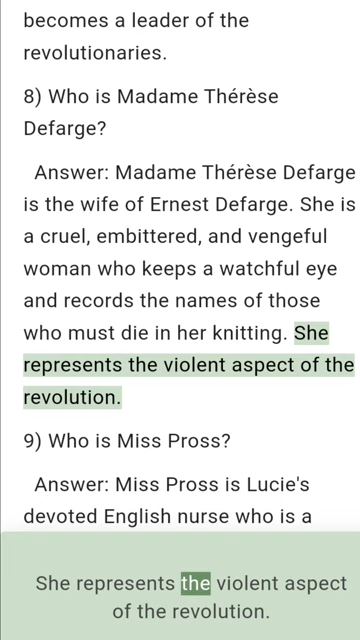 becomes a leader of the
revolutionaries.
8) Who is Madame Thérèse
Defarge?
Answer: Madame Thérèse Defarge
is the wife of Ernest Defarge. She is
a cruel, embittered, and vengeful
woman who keeps a watchful eye
and records the names of those
who must die in her knitting. She
represents the violent aspect of the
revolution.
9) Who is Miss Pross?
Answer: Miss Pross is Lucie's
devoted English nurse who is a
She represents the violent aspect
of the revolution.